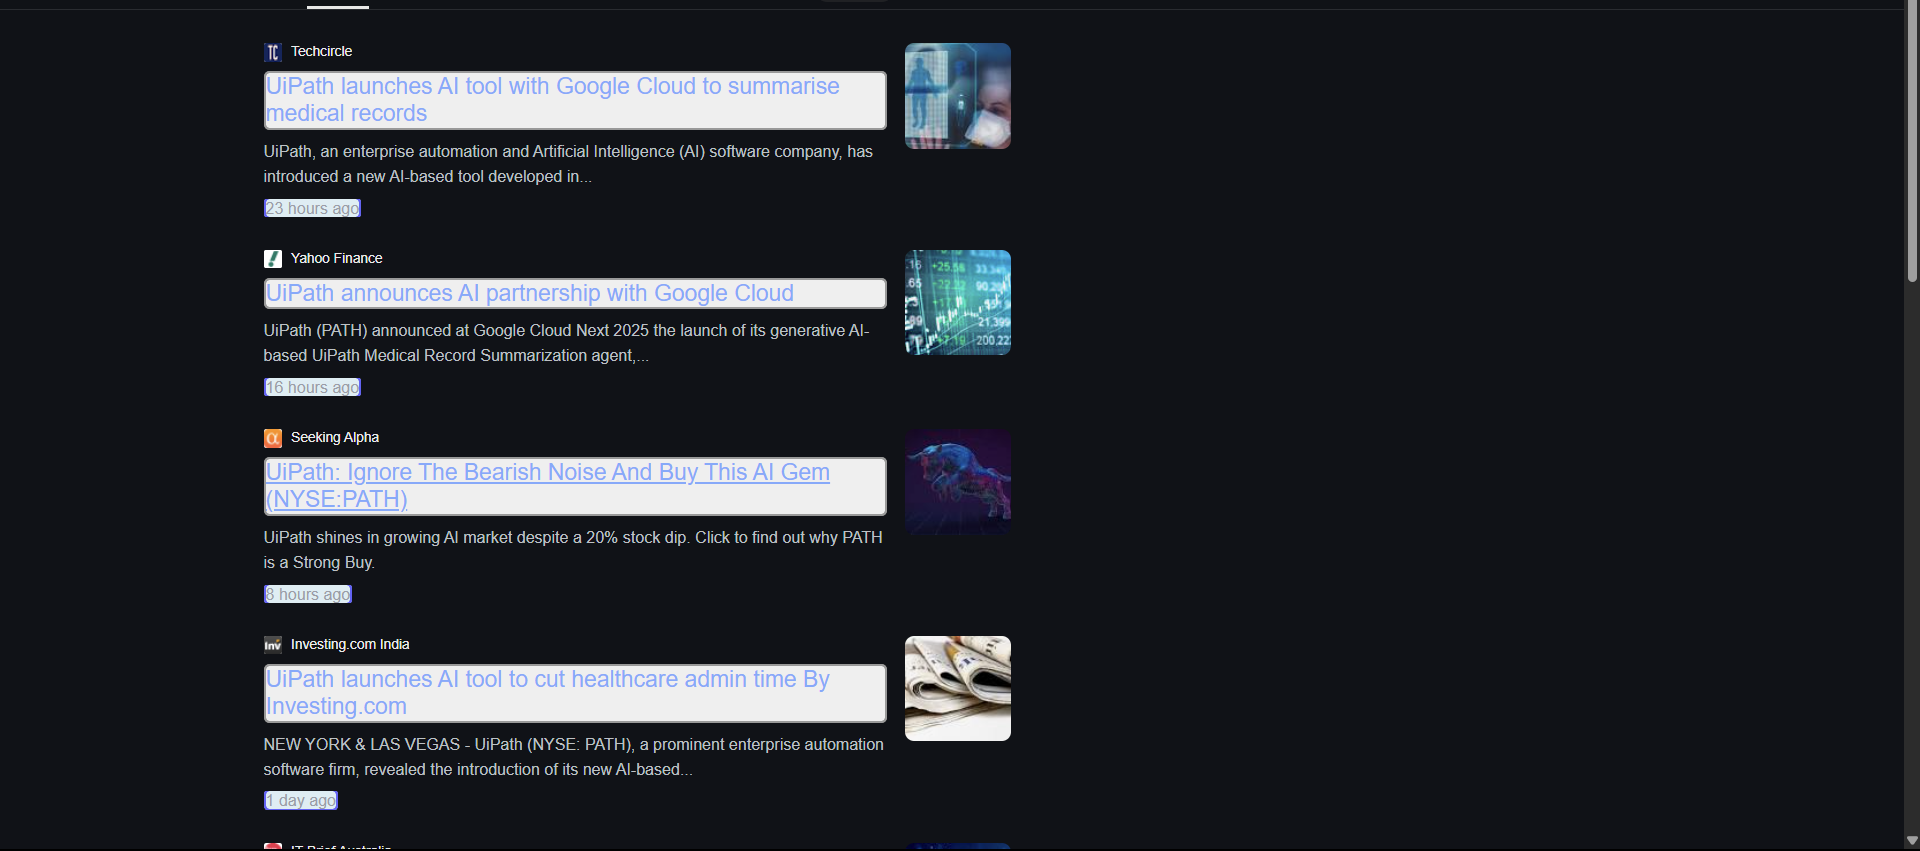 Techcircle
UiPath launches AI tool with Google Cloud to summarise
medical records
UiPath, an enterprise automation and Artificial Intelligence (AI) software company, has
introduced a new AI-based tool developed in...
23 hours ago
Yahoo Finance
UiPath announces AI partnership with Google Cloud
UiPath (PATH) announced at Google Cloud Next 2025 the launch of its generative AI-
based UiPath Medical Record Summarization agent,...
16 hours ago
Seeking Alpha
UiPath: Ignore The Bearish Noise And Buy This AI Gem
(NYSE:PATH)
UiPath shines in growing AI market despite a 20% stock dip. Click to find out why PATH
is a Strong Buy.
8 hours ago
Investing.com India
UiPath launches AI tool to cut healthcare admin time By
Investing.com
NEW YORK & LAS VEGAS - UiPath (NYSE: PATH), a prominent enterprise automation
software firm, revealed the introduction of its new AI-based...
1 day ago